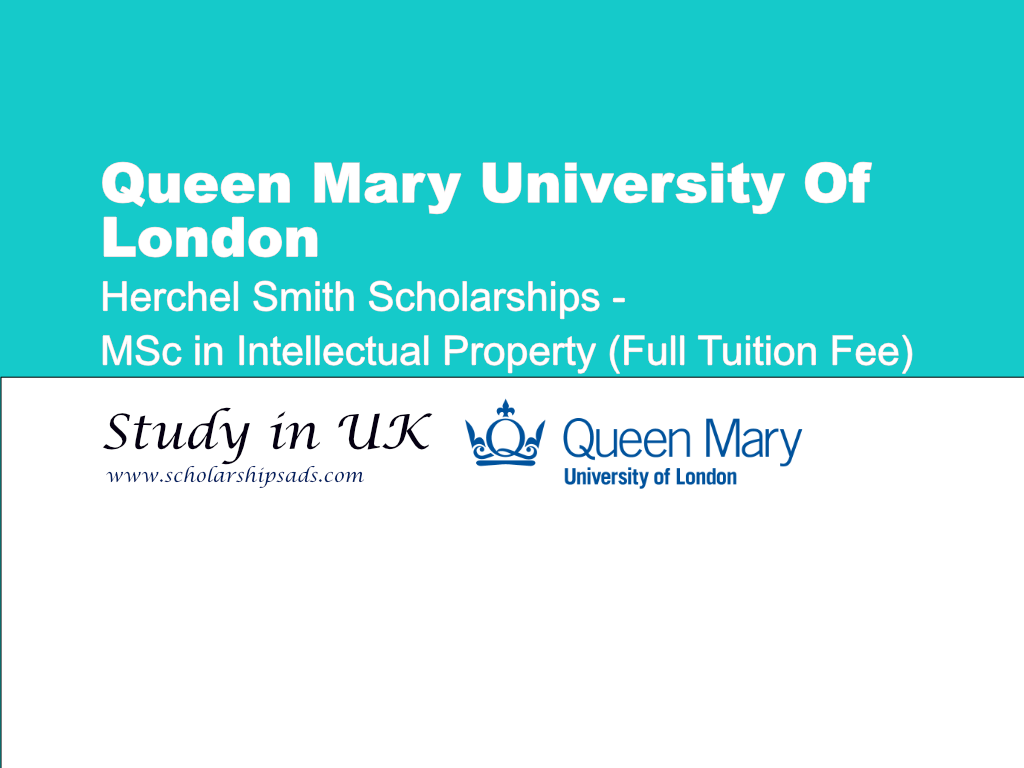 Queen Mary University Of
London
Herchel Smith Scholarships -
MSc in Intellectual Property (Full Tuition Fee)
Study in UK
www.scholarshipsads.com
Queen Mary
University of London